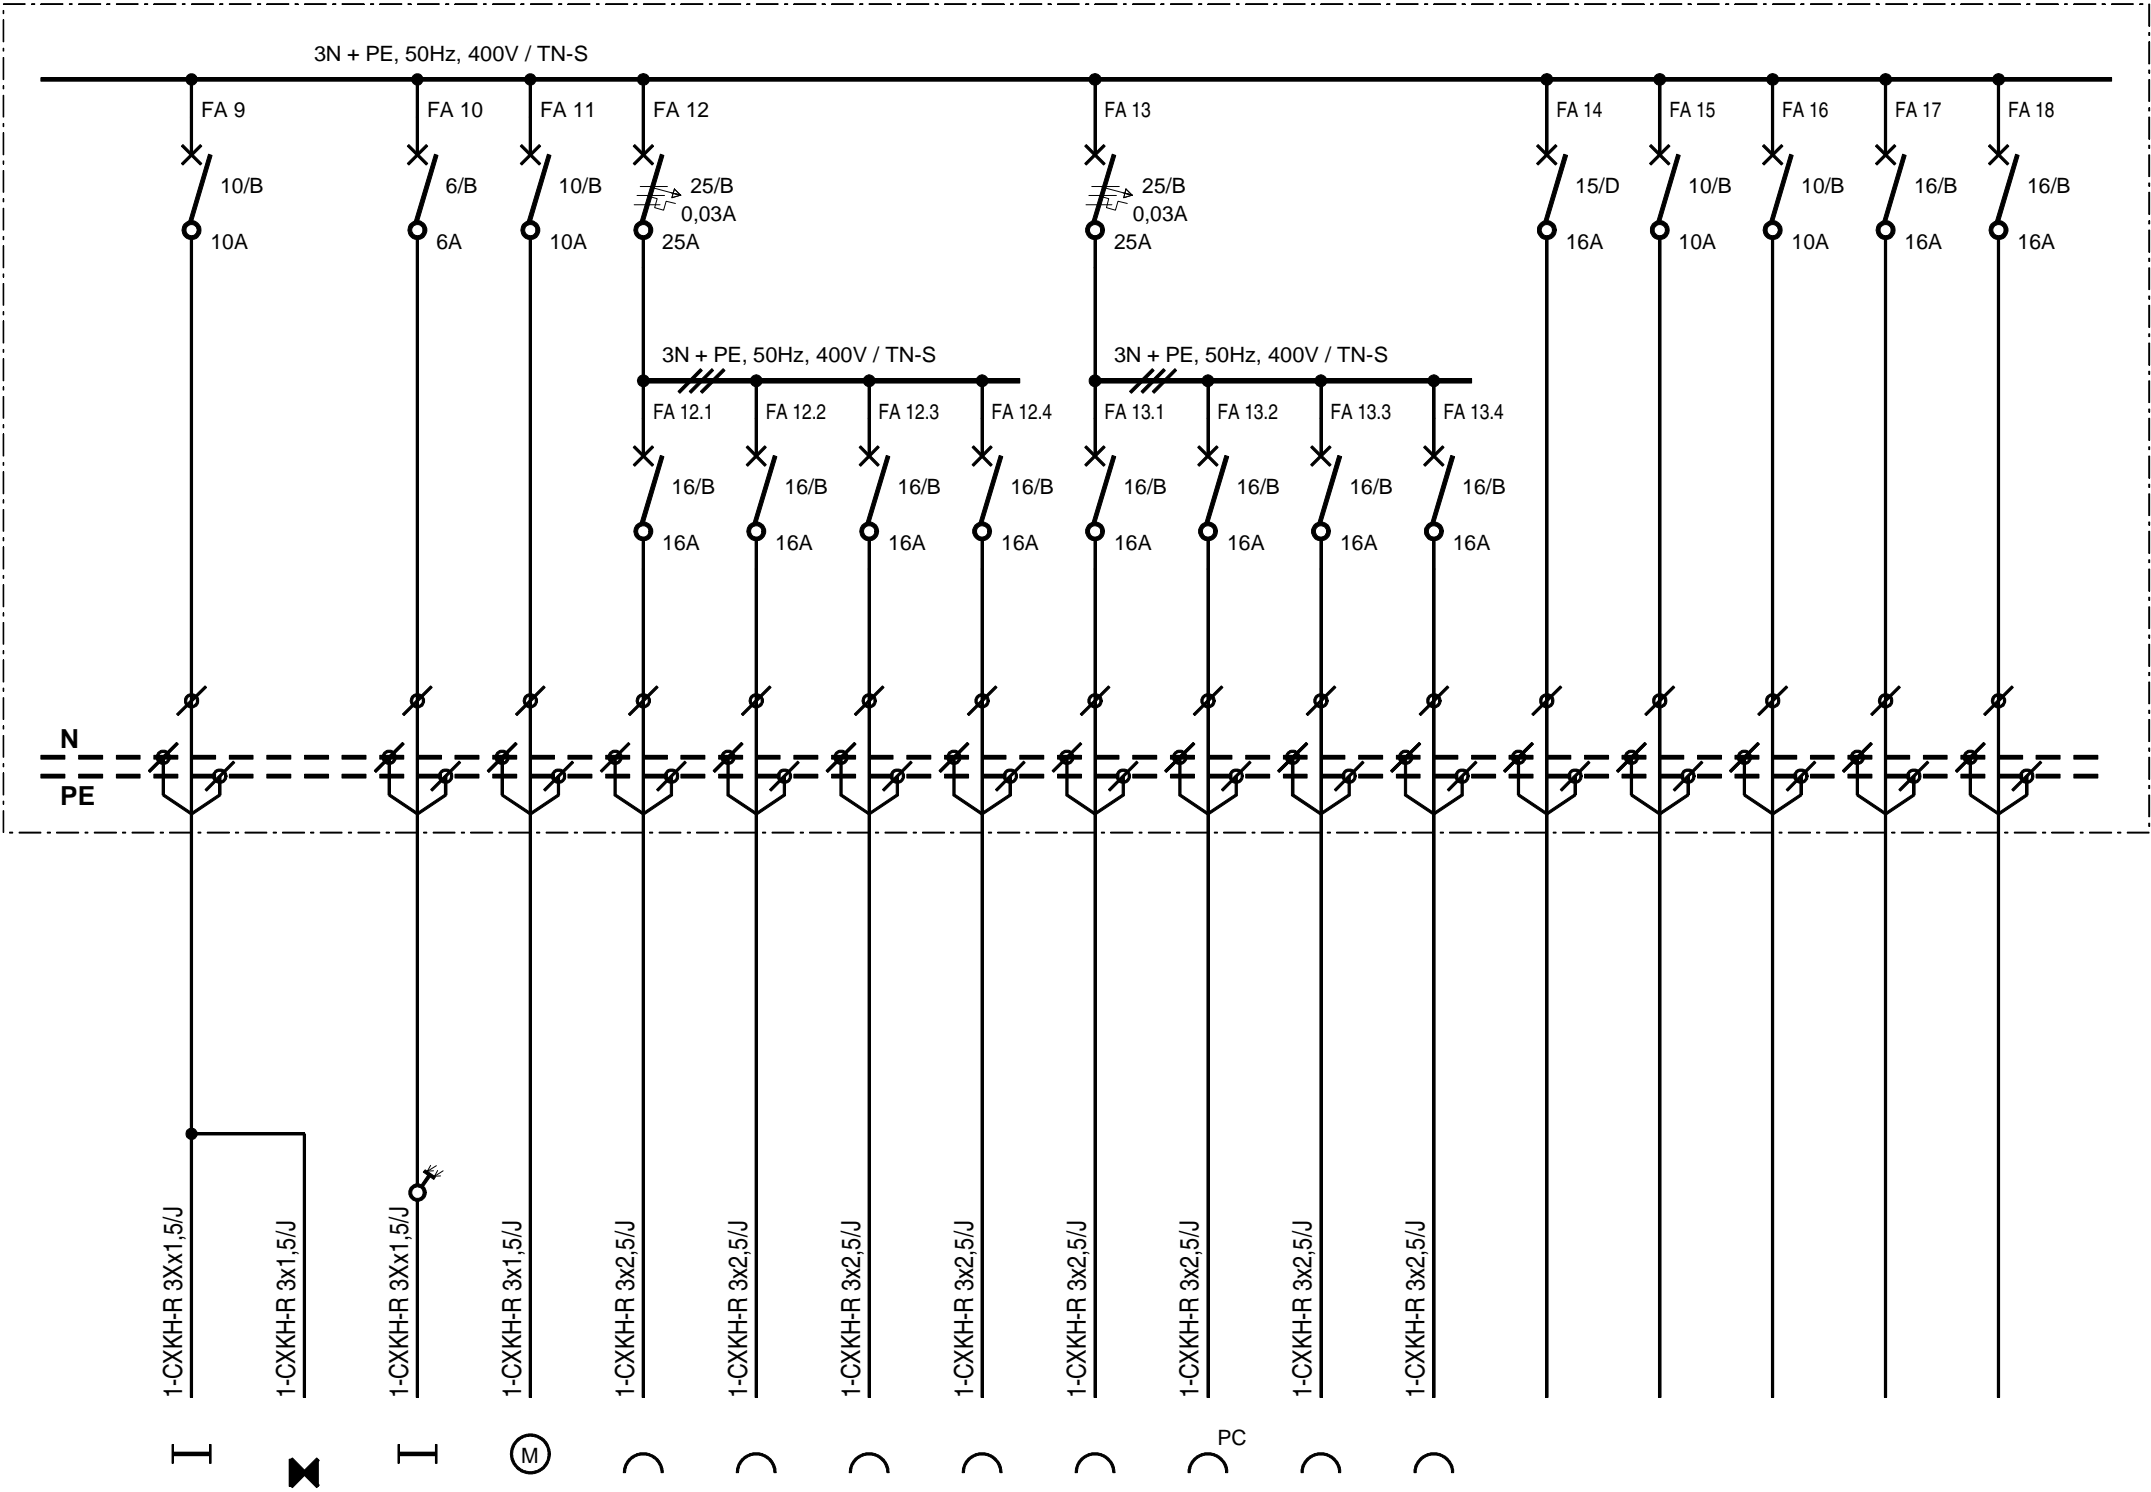 3N + PE, 50Hz, 400V / TN-S
FA 9 FA 10 FA 11 FA 12 FA 13 FA 14 FA 15 FA 16 FA 17 FA 18
10/B 6/B 10/B 25/B 25/B 15/D 10/B 10/B 16/B 16/B
0,03A 0,03A
10A 6A 10A 25A 25A 16A 10A 10A 16A 16A
3N + PE, 50Hz, 400V / TN-S 3N + PE, 50Hz, 400V / TN-S
FA 12.1 FA 12.2 FA 12.3 FA 12.4 FA 13.1 FA 13.2 FA 13.3 FA 13.4
16/B 16/B 16/B 16/B 16/B 16/B 16/B 16/B
16A 16A 16A 16A 16A 16A 16A 16A
N
PE
1-CXKH-R 3Xx1,5/J
1-CXKH-R 3x1,5/J
1-CXKH-R 3Xx1,5/J
1-CXKH-R 3x1,5/J
1-CXKH-R 3x2,5/J
1-CXKH-R 3x2,5/J
1-CXKH-R 3x2,5/J
1-CXKH-R 3x2,5/J
1-CXKH-R 3x2,5/J
1-CXKH-R 3x2,5/J
1-CXKH-R 3x2,5/J
1-CXKH-R 3x2,5/J
M PC